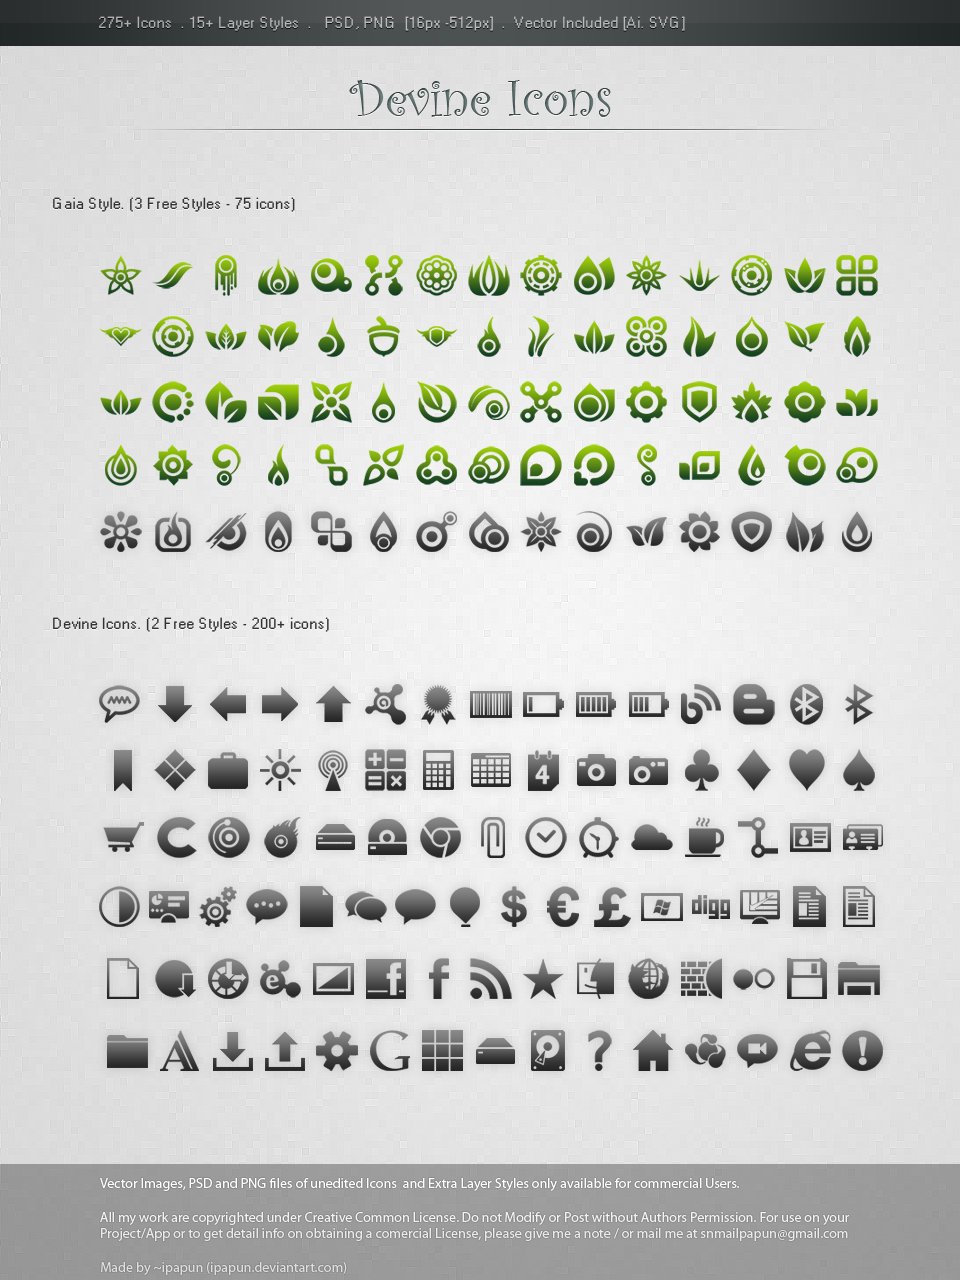 275+ Icons . 15+ Layer Styles . PSD, PNG [16px -512px] . Vector Included [Ai. SVG]
Devine Icons
Gaia Style. (3 Free Styles - 75 icons)
Devine Icons. (2 Free Styles - 200+ icons)
4
digg
Vector Images, PSD and PNG files of unedited Icons and Extra Layer Styles only available for commercial Users.
All my work are copyrighted under Creative Common License. Do not Modify or Post without Authors Permission. For use on your
Project/App or to get detail info on obtaining a comercial License, please give me a note / or mail me at snmailpapun@gmail.com
Made by ~ipapun (ipapun.deviantart.com)